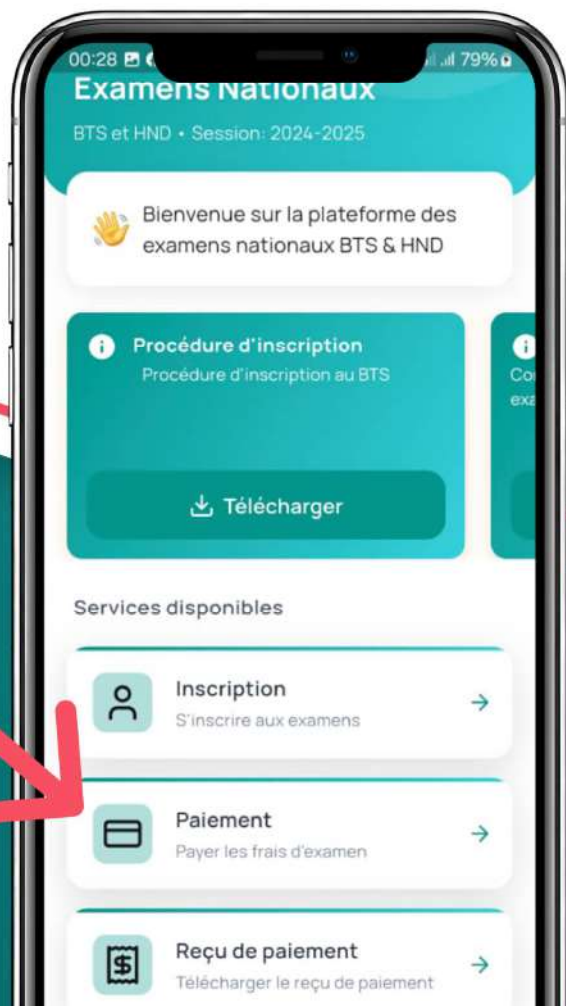 00:28
79%
Examens Nationaux
BTS et HND • Session: 2024-2025
Bienvenue sur la plateforme des
examens nationaux BTS & HND
Procédure d'inscription
Procédure d'inscription au BTS
Télécharger
Services disponibles
Inscription
S'inscrire aux examens
Paiement
Payer les frais d'examen
Reçu de paiement
Télécharger le reçu de paiement